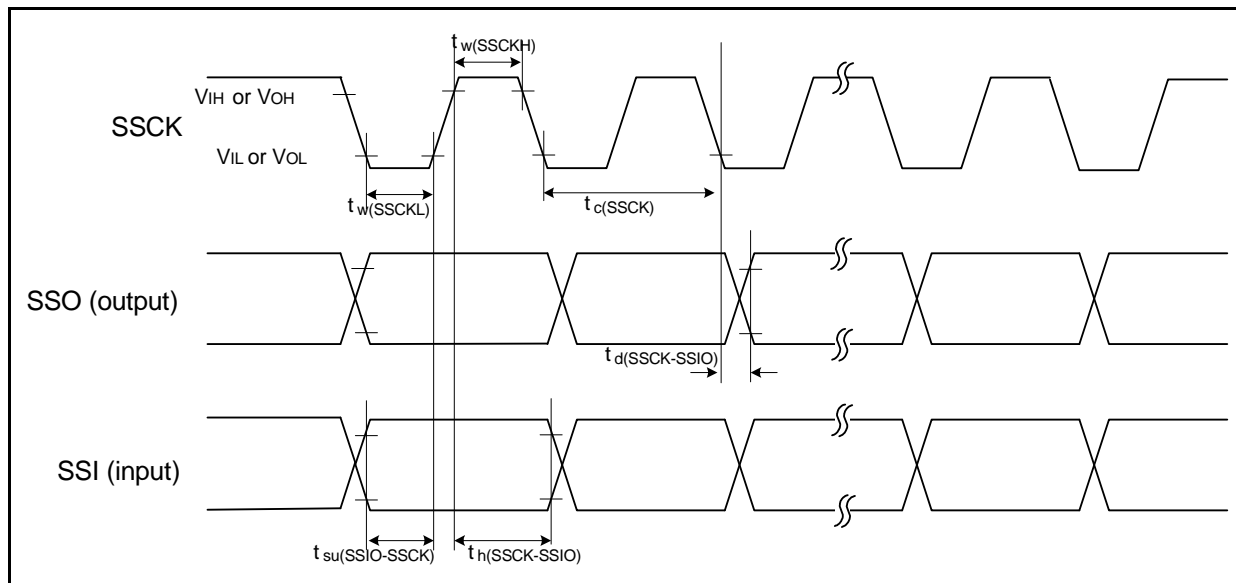 tw(SSCKH)
VIH or VOH
SSCK
VIL or VOL
tw(SSCKL)
tc(SSCK)
SSO (output)
td(SSCK-SSIO)
SSI (input)
tsu(SSIO-SSCK)
th(SSCK-SSIO)